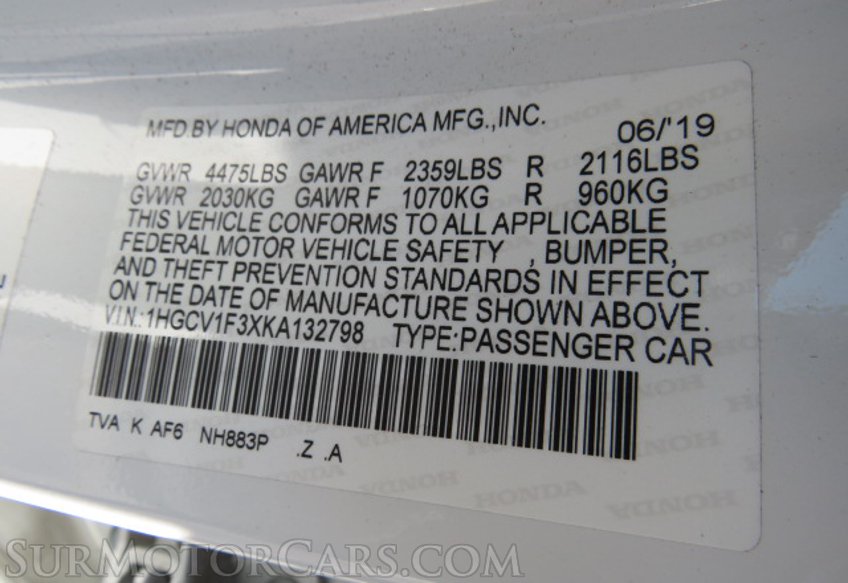 MFD.BY HONDA OF AMERICA MFG.,INC. 06/'19
GVWR 4475LBS GAWR F 2359LBS R 2116LBS
GVWR 2030KG GAWR F 1070KG R 960KG
THIS VEHICLE CONFORMS TO ALL APPLICABLE
FEDERAL MOTOR VEHICLE SAFETY , BUMPER,
AND THEFT PREVENTION STANDARDS IN EFFECT
ON THE DATE OF MANUFACTURE SHOWN ABOVE.
V.I.N.:1HGCV1F3XKA132798 TYPE:PASSENGER CAR
TVA K AF6 NH883P .Z .A
HONDA HONDA
SurMotorCars.com